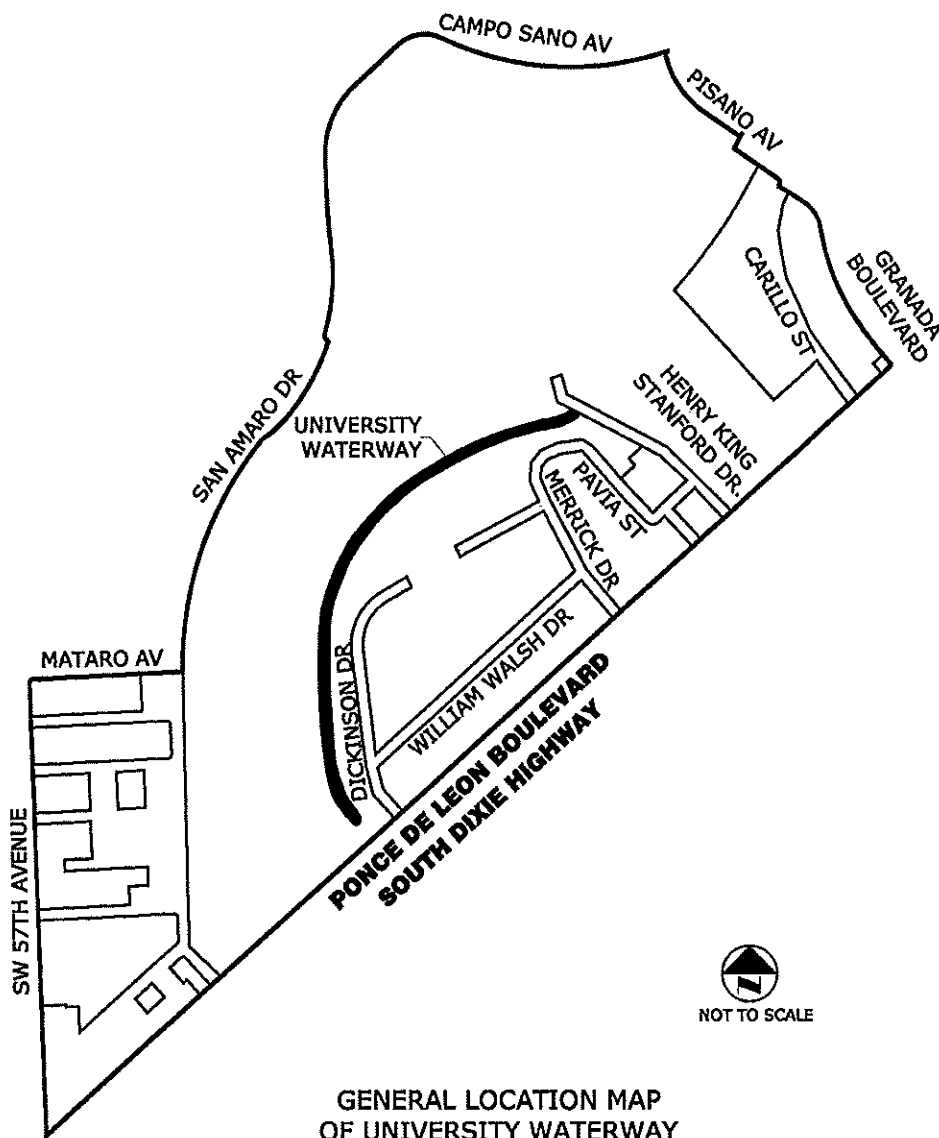 CAMPO SANO AV
PISANO AV
GRANADA
BOULEVARD
CARILLO ST
HENRY KING
STANFORD DR.
SAN AMARO DR
UNIVERSITY
WATERWAY
PAVIA ST
MERRICK DR
MATARO AV
DICKINSON DR.
WILLIAM WALSH DR
PONCE DE LEON BOULEVARD
SOUTH DIXIE HIGHWAY
SW 57TH AVENUE
N
NOT TO SCALE
GENERAL LOCATION MAP
OF UNIVERSITY WATERWAY